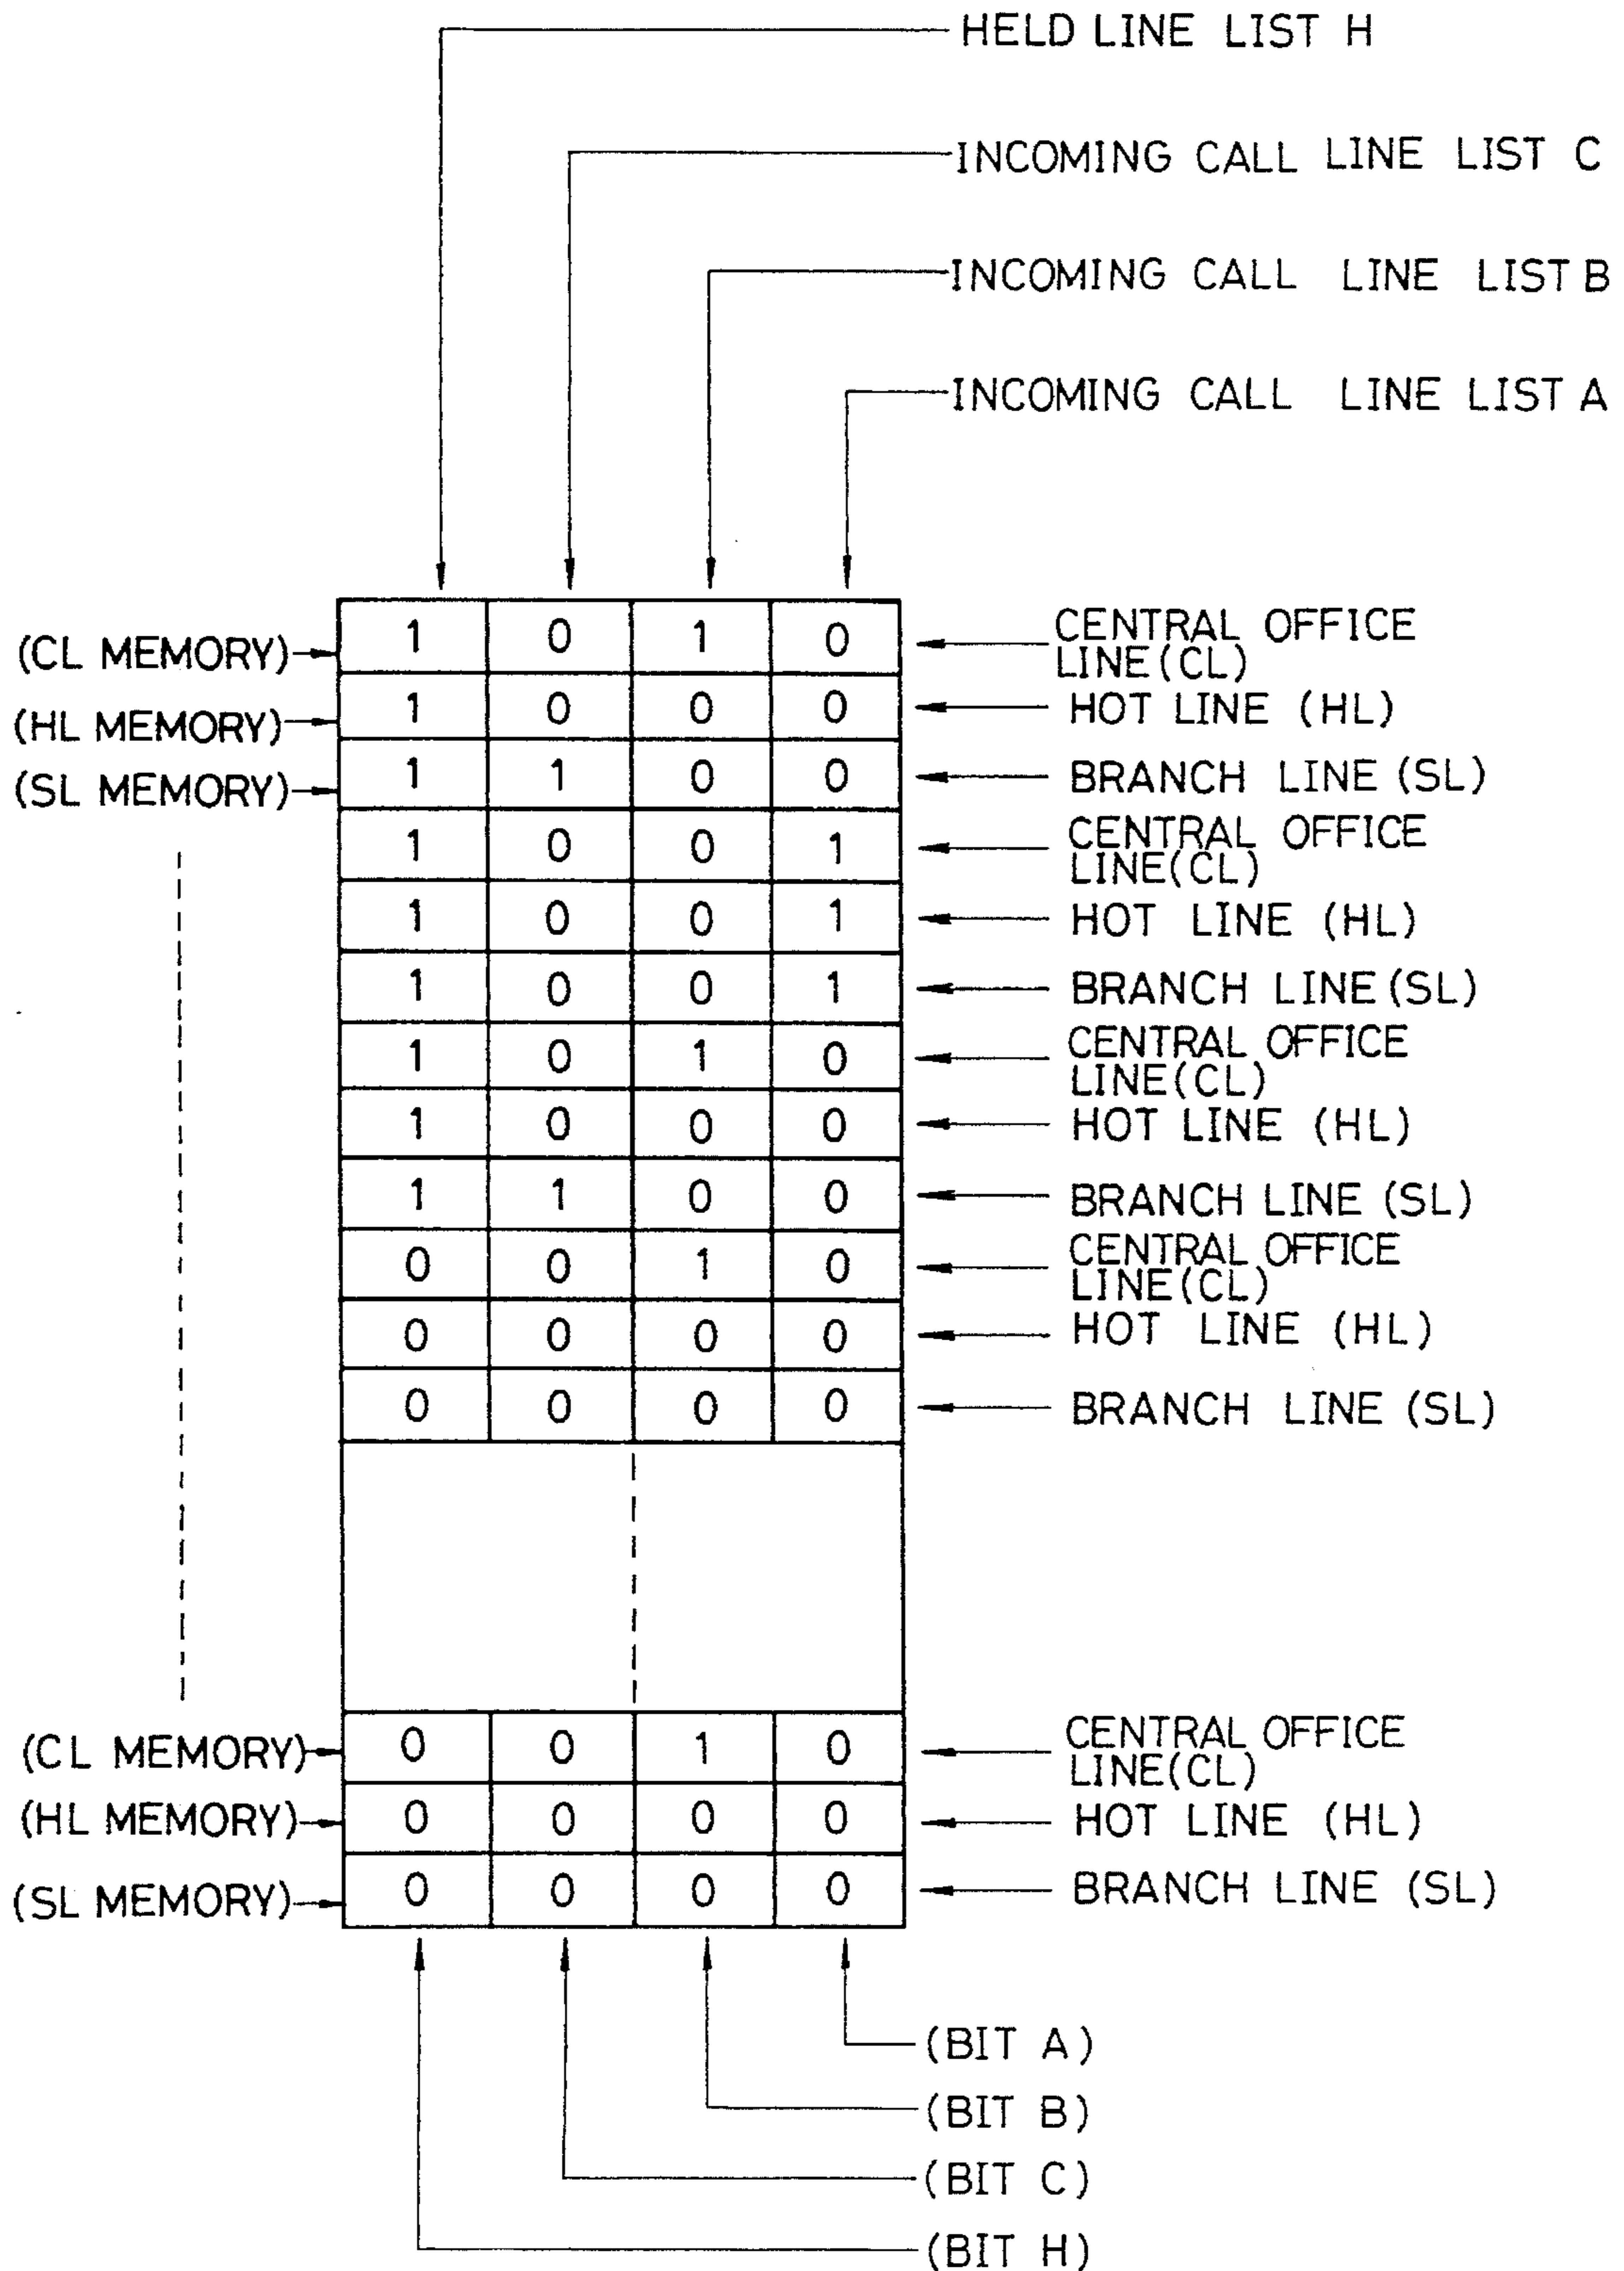 HELD LINE LIST H
INCOMING CALL LINE LIST C
INCOMING CALL LINE LIST B
INCOMING CALL LINE LIST A
(CL MEMORY) 1 0 1 0 CENTRAL OFFICE
LINE(CL)
(HL MEMORY) 1 0 0 0 HOT LINE (HL)
(SL MEMORY) 1 1 0 0 BRANCH LINE (SL)
1 0 0 1 CENTRAL OFFICE
LINE(CL)
1 0 0 1 HOT LINE (HL)
1 0 0 1 BRANCH LINE (SL)
1 0 1 0 CENTRAL OFFICE
LINE(CL)
1 0 0 0 HOT LINE (HL)
1 1 0 0 BRANCH LINE (SL)
0 0 1 0 CENTRAL OFFICE
LINE(CL)
0 0 0 0 HOT LINE (HL)
0 0 0 0 BRANCH LINE (SL)
(CL MEMORY) 0 0 1 0 CENTRAL OFFICE
LINE(CL)
(HL MEMORY) 0 0 0 0 HOT LINE (HL)
(SL MEMORY) 0 0 0 0 BRANCH LINE (SL)
(BIT A)
(BIT B)
(BIT C)
(BIT H)